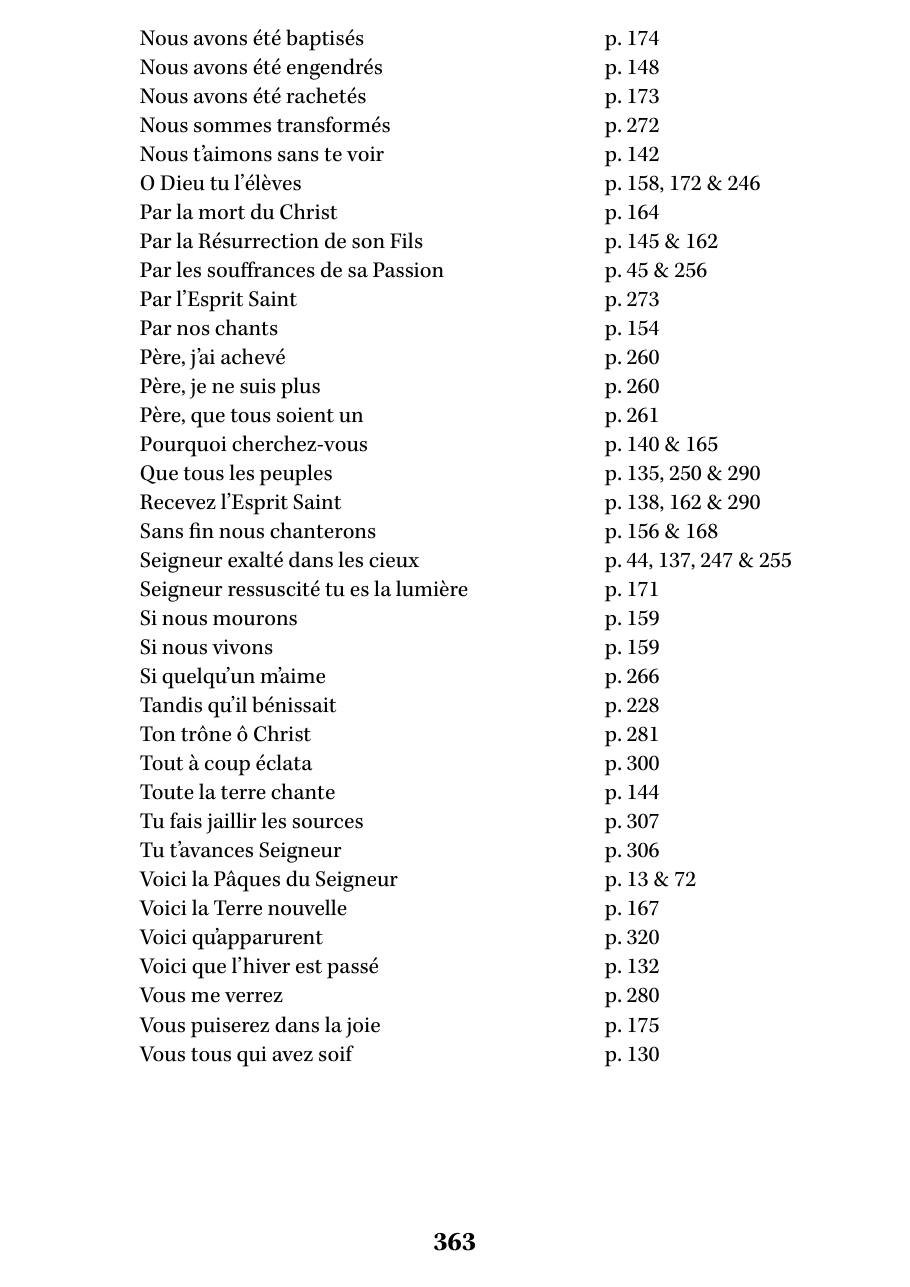 Nous avons été baptisés p. 174
Nous avons été engendrés p. 148
Nous avons été rachetés p. 173
Nous sommes transformés p. 272
Nous t’aimons sans te voir p. 142
O Dieu tu l’élèves p. 158, 172 & 246
Par la mort du Christ p. 164
Par la Résurrection de son Fils p. 145 & 162
Par les souffrances de sa Passion p. 45 & 256
Par l’Esprit Saint p. 273
Par nos chants p. 154
Père, j’ai achevé p. 260
Père, je ne suis plus p. 260
Père, que tous soient un p. 261
Pourquoi cherchez-vous p. 140 & 165
Que tous les peuples p. 135, 250 & 290
Recevez l’Esprit Saint p. 138, 162 & 290
Sans fin nous chanterons p. 156 & 168
Seigneur exalté dans les cieux p. 44, 137, 247 & 255
Seigneur ressuscité tu es la lumière p. 171
Si nous mourons p. 159
Si nous vivons p. 159
Si quelqu’un m’aime p. 266
Tandis qu’il bénissait p. 228
Ton trône ô Christ p. 281
Tout à coup éclata p. 300
Toute la terre chante p. 144
Tu fais jaillir les sources p. 307
Tu t’avances Seigneur p. 306
Voici la Pâques du Seigneur p. 13 & 72
Voici la Terre nouvelle p. 167
Voici qu’apparurent p. 320
Voici que l’hiver est passé p. 132
Vous me verrez p. 280
Vous puiserez dans la joie p. 175
Vous tous qui avez soif p. 130
363